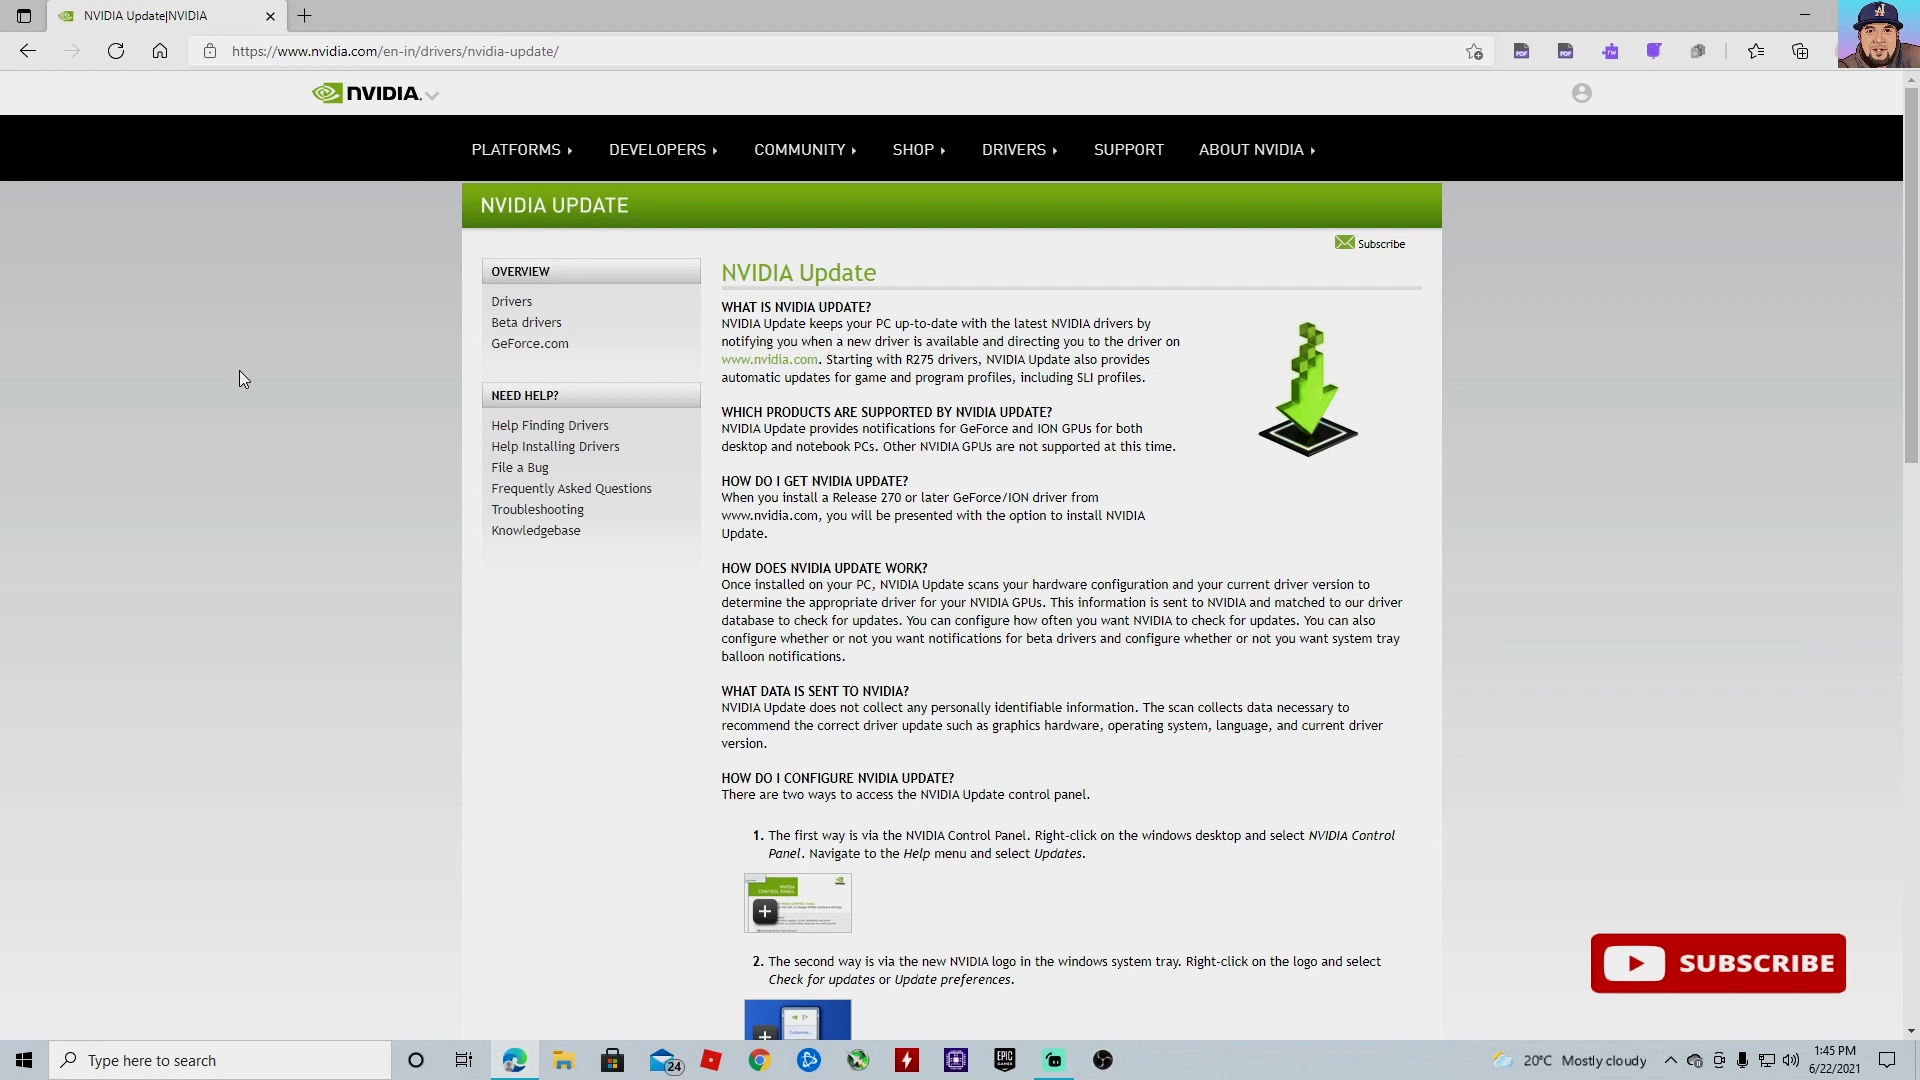 NVIDIA Update|NVIDIA
https://www.nvidia.com/en-in/drivers/nvidia-update/
NVIDIA.
PLATFORMS DEVELOPERS COMMUNITY SHOP DRIVERS SUPPORT ABOUT NVIDIA
NVIDIA UPDATE
Subscribe
OVERVIEW
Drivers
Beta drivers
GeForce.com
NEED HELP?
Help Finding Drivers
Help Installing Drivers
File a Bug
Frequently Asked Questions
Troubleshooting
Knowledgebase
NVIDIA Update
WHAT IS NVIDIA UPDATE?
NVIDIA Update keeps your PC up-to-date with the latest NVIDIA drivers by
notifying you when a new driver is available and directing you to the driver on
www.nvidia.com. Starting with R275 drivers, NVIDIA Update also provides
automatic updates for game and program profiles, including SLI profiles.
WHICH PRODUCTS ARE SUPPORTED BY NVIDIA UPDATE?
NVIDIA Update provides notifications for GeForce and ION GPUs for both
desktop and notebook PCs. Other NVIDIA GPUs are not supported at this time.
HOW DO I GET NVIDIA UPDATE?
When you install a Release 270 or later GeForce/ION driver from
www.nvidia.com, you will be presented with the option to install NVIDIA
Update.
HOW DOES NVIDIA UPDATE WORK?
Once installed on your PC, NVIDIA Update scans your hardware configuration and your current driver version to
determine the appropriate driver for your NVIDIA GPUs. This information is sent to NVIDIA and matched to our driver
database to check for updates. You can configure how often you want NVIDIA to check for updates. You can also
configure whether or not you want notifications for beta drivers and configure whether or not you want system tray
balloon notifications.
WHAT DATA IS SENT TO NVIDIA?
NVIDIA Update does not collect any personally identifiable information. The scan collects data necessary to
recommend the correct driver update such as graphics hardware, operating system, language, and current driver
version.
HOW DO I CONFIGURE NVIDIA UPDATE?
There are two ways to access the NVIDIA Update control panel.
1. The first way is via the NVIDIA Control Panel. Right-click on the windows desktop and select NVIDIA Control
Panel. Navigate to the Help menu and select Updates.
NVIDIA
CONTROL PANEL
2. The second way is via the new NVIDIA logo in the windows system tray. Right-click on the logo and select
Check for updates or Update preferences.
SUBSCRIBE
Type here to search
24
EPIC
GAMES
20°C Mostly cloudy
1:45 PM
6/22/2021